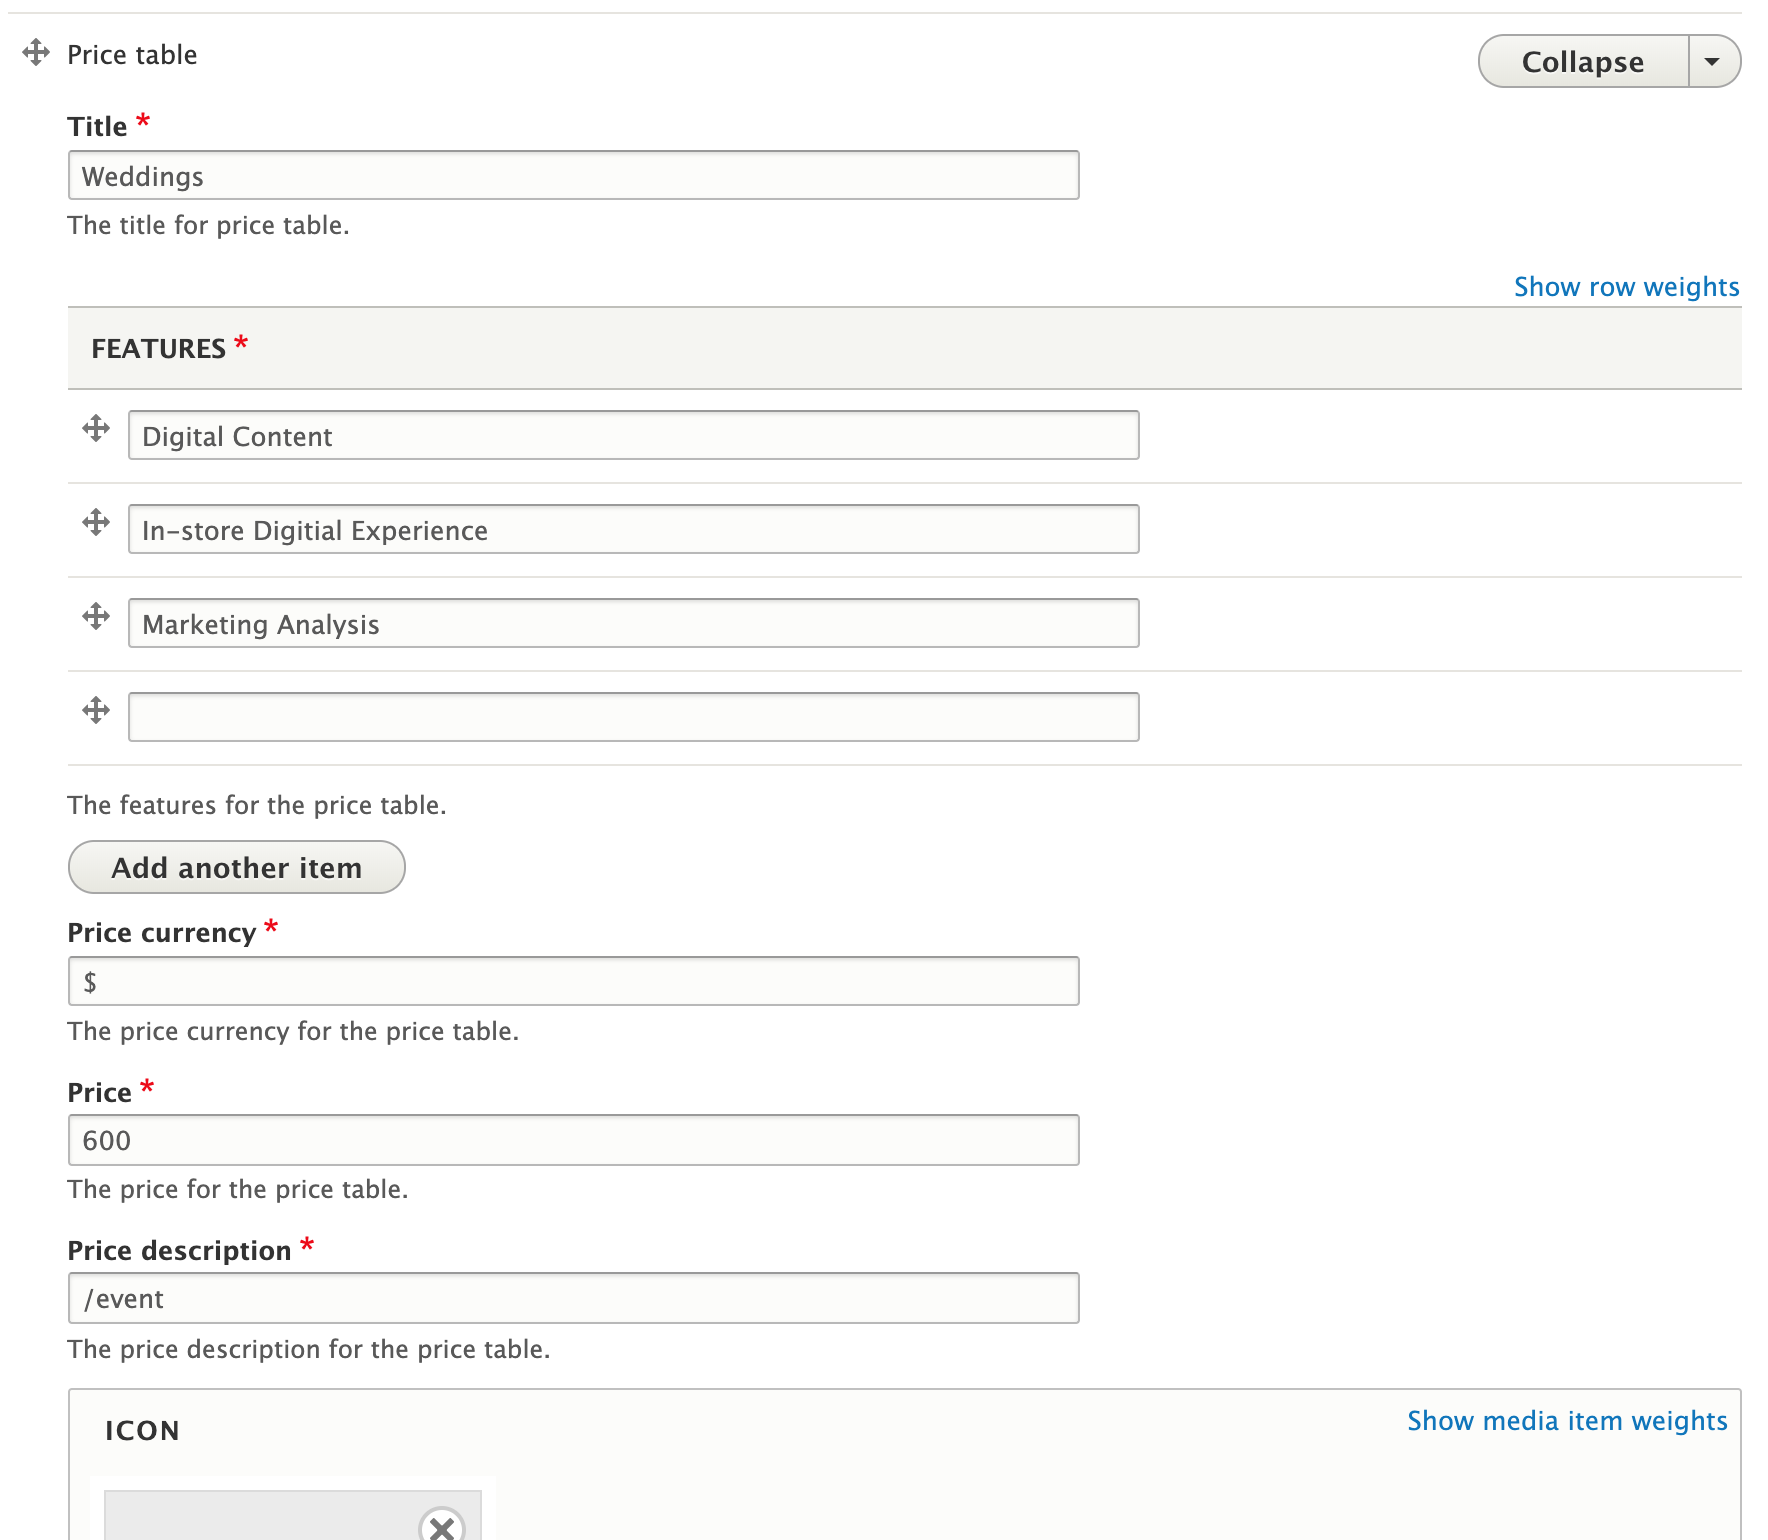 Price table
Collapse
Title *
Weddings
The title for price table.
Show row weights
FEATURES *
Digital Content
In-store Digitial Experience
Marketing Analysis
The features for the price table.
Add another item
Price currency *
$
The price currency for the price table.
Price *
600
The price for the price table.
Price description *
/event
The price description for the price table.
ICON
Show media item weights